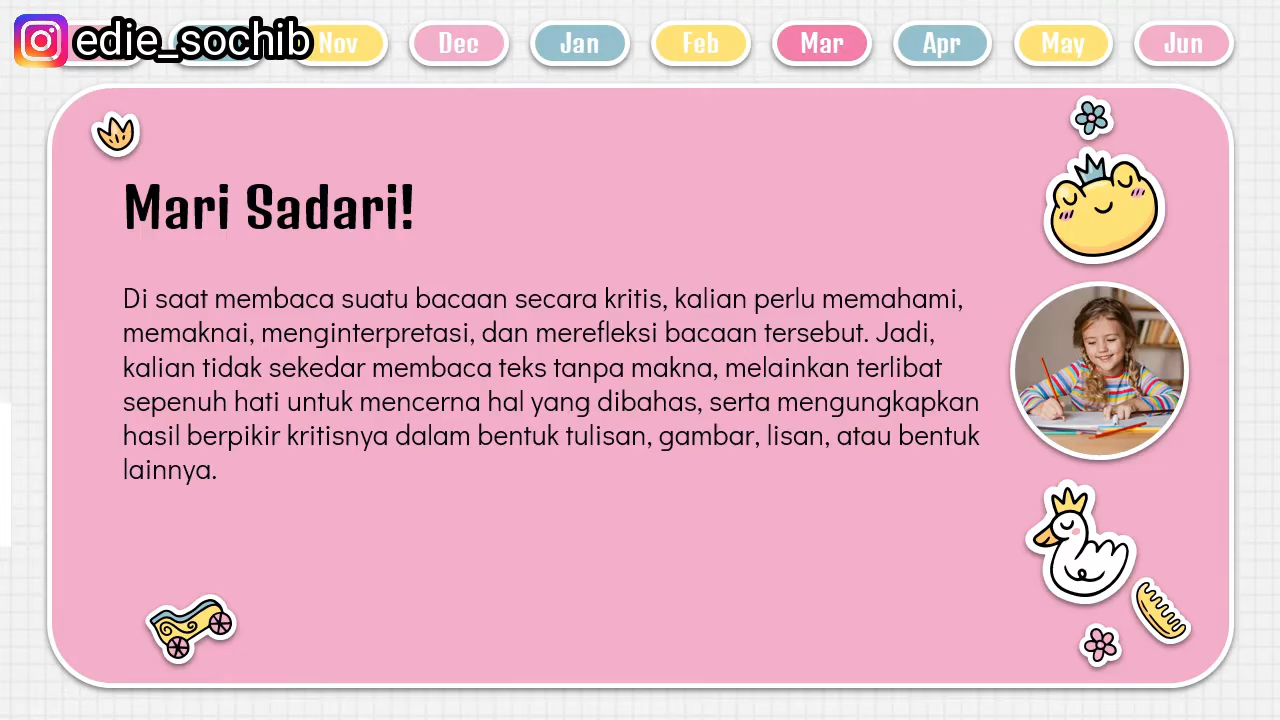 edie_sochib
Nov Dec Jan Feb Mar Apr May Jun
Mari Sadari!
Di saat membaca suatu bacaan secara kritis, kalian perlu memahami,
memaknai, menginterpretasi, dan merefleksi bacaan tersebut. Jadi,
kalian tidak sekedar membaca teks tanpa makna, melainkan terlibat
sepenuh hati untuk mencerna hal yang dibahas, serta mengungkapkan
hasil berpikir kritisnya dalam bentuk tulisan, gambar, lisan, atau bentuk
lainnya.